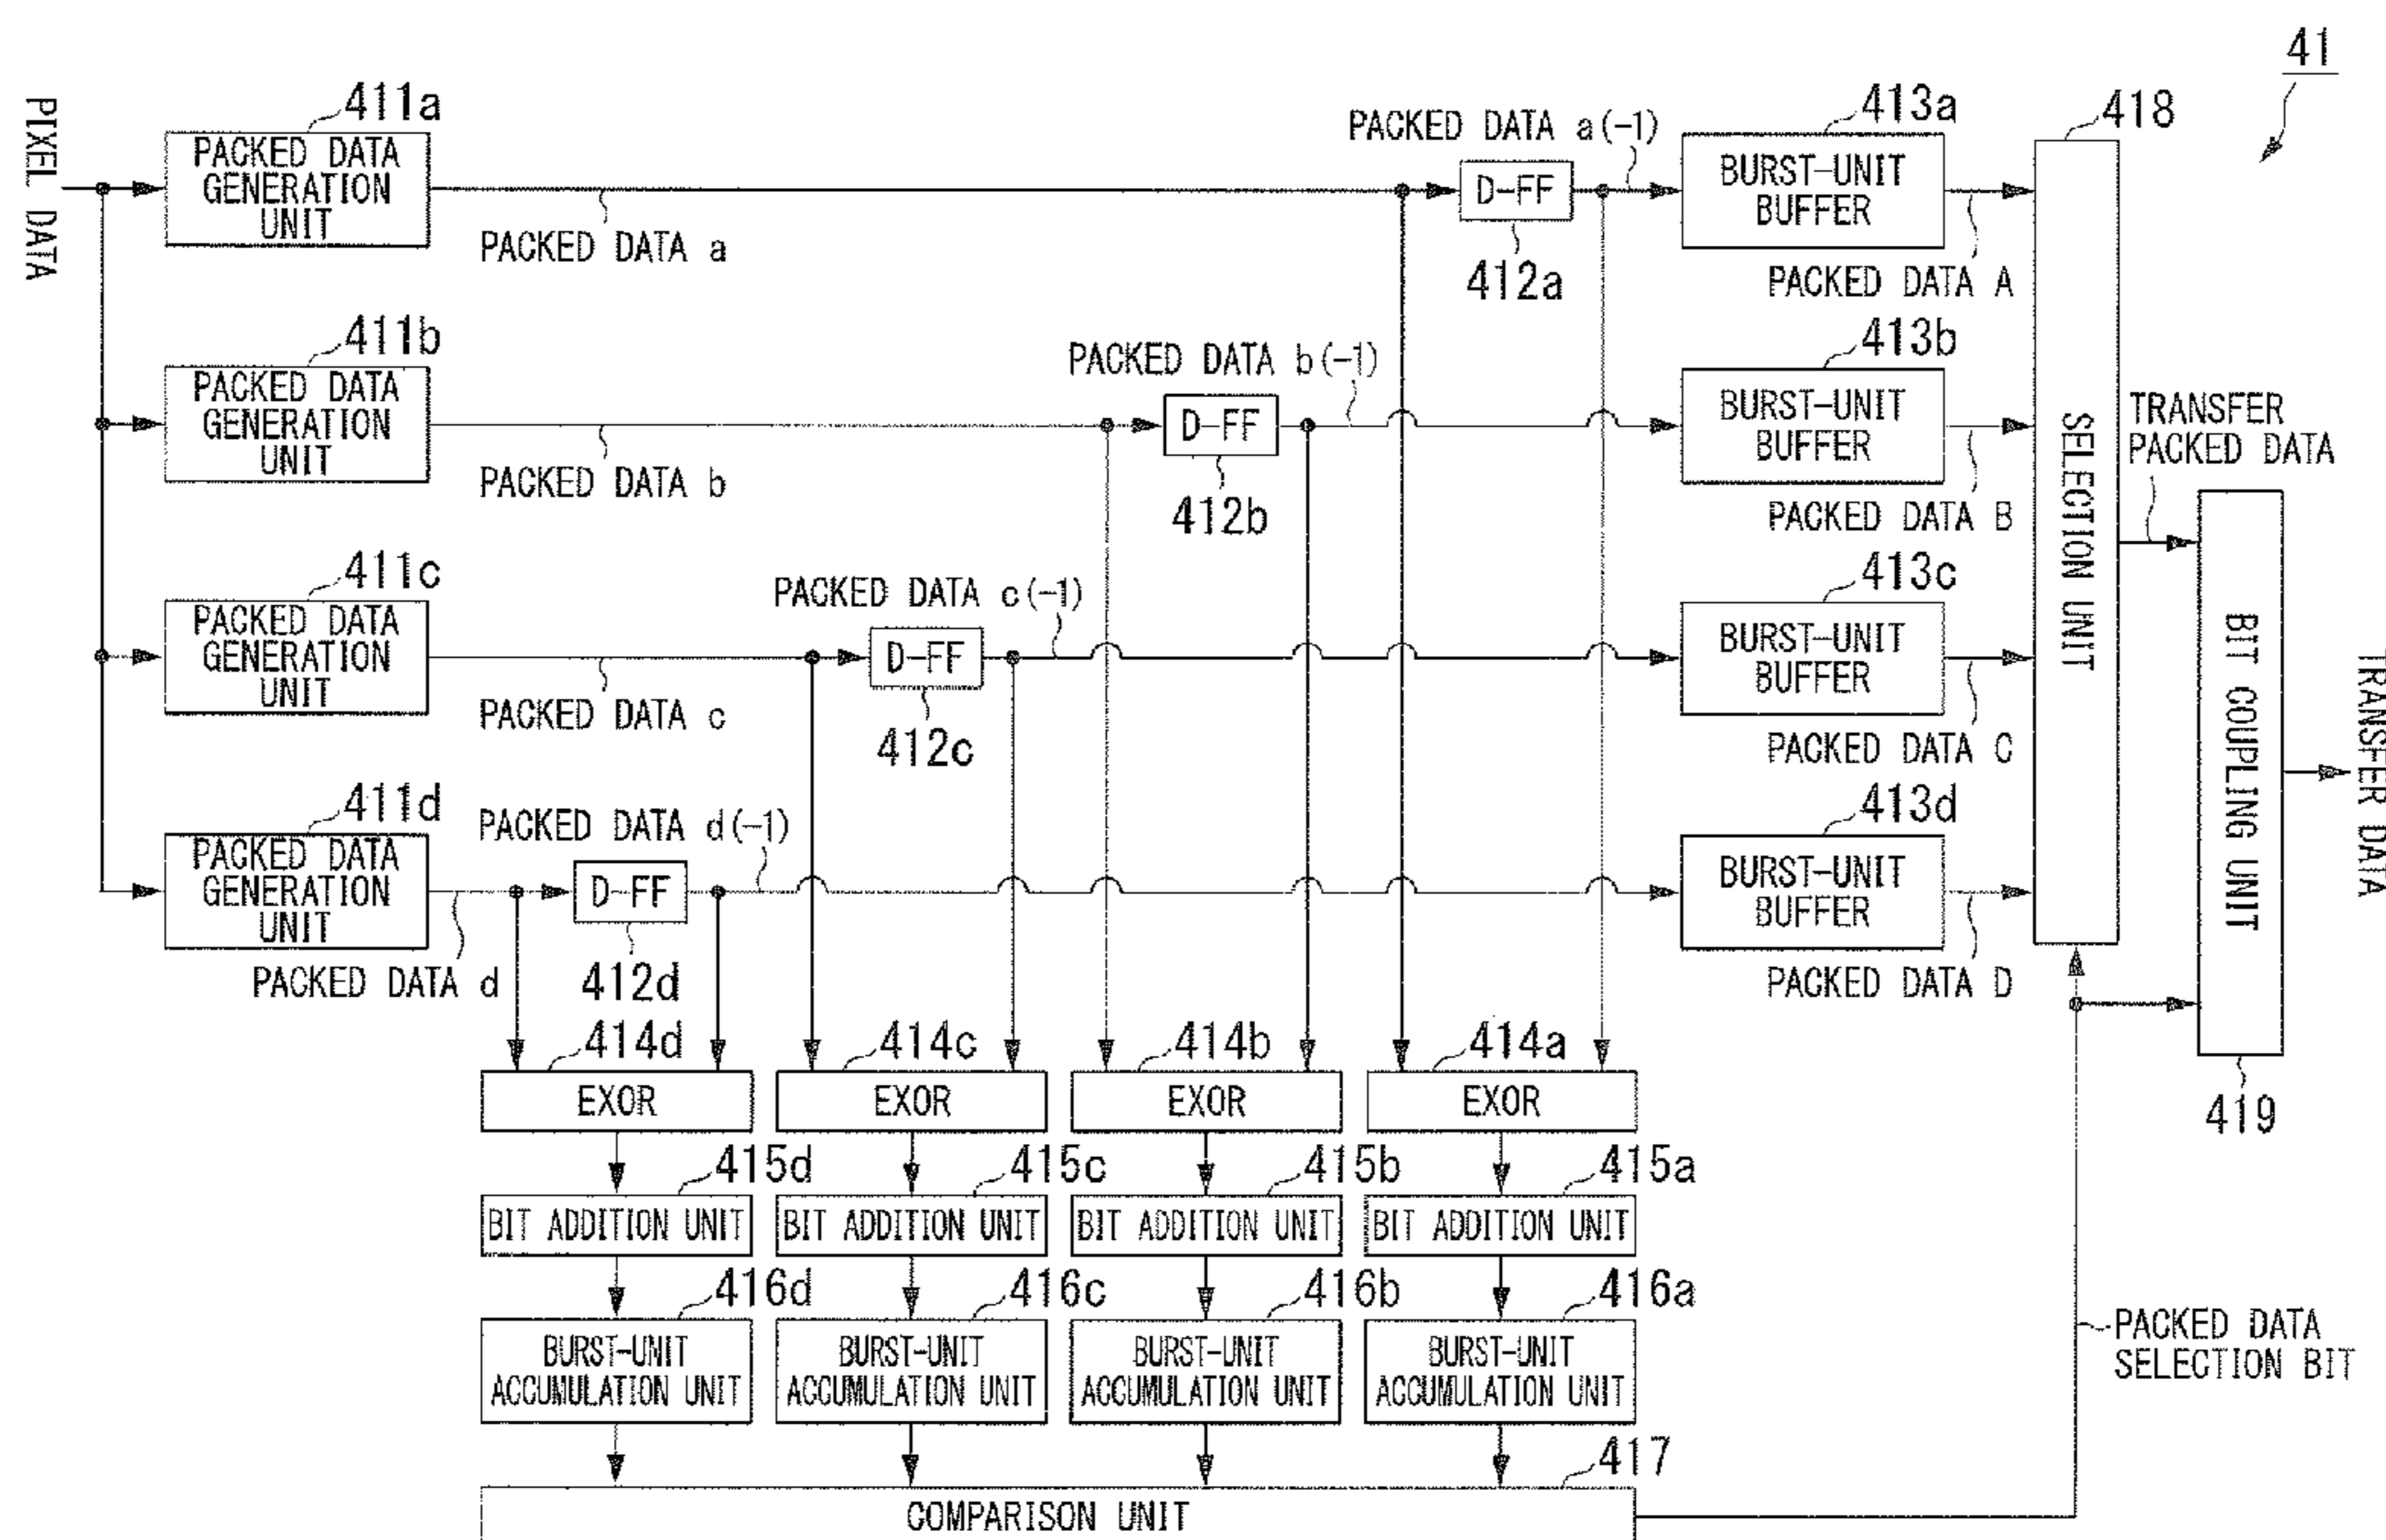 41
PIXEL DATA
411a
PACKED DATA
GENERATION
UNIT
PACKED DATA a
PACKED DATA a(-1)
D-FF
412a
413a
BURST-UNIT
BUFFER
PACKED DATA A
418
SELECTION UNIT
411b
PACKED DATA
GENERATION
UNIT
PACKED DATA b
PACKED DATA b(-1)
D-FF
412b
413b
BURST-UNIT
BUFFER
PACKED DATA B
TRANSFER
PACKED DATA
411c
PACKED DATA
GENERATION
UNIT
PACKED DATA c
PACKED DATA c(-1)
D-FF
412c
413c
BURST-UNIT
BUFFER
PACKED DATA C
BIT COUPLING UNIT
419
TRANSFER DATA
411d
PACKED DATA
GENERATION
UNIT
PACKED DATA d
PACKED DATA d(-1)
D-FF
412d
413d
BURST-UNIT
BUFFER
PACKED DATA D
414d
EXOR
414c
EXOR
414b
EXOR
414a
EXOR
415d
BIT ADDITION UNIT
415c
BIT ADDITION UNIT
415b
BIT ADDITION UNIT
415a
BIT ADDITION UNIT
416d
BURST-UNIT
ACCUMULATION UNIT
416c
BURST-UNIT
ACCUMULATION UNIT
416b
BURST-UNIT
ACCUMULATION UNIT
416a
BURST-UNIT
ACCUMULATION UNIT
PACKED DATA
SELECTION BIT
417
COMPARISON UNIT